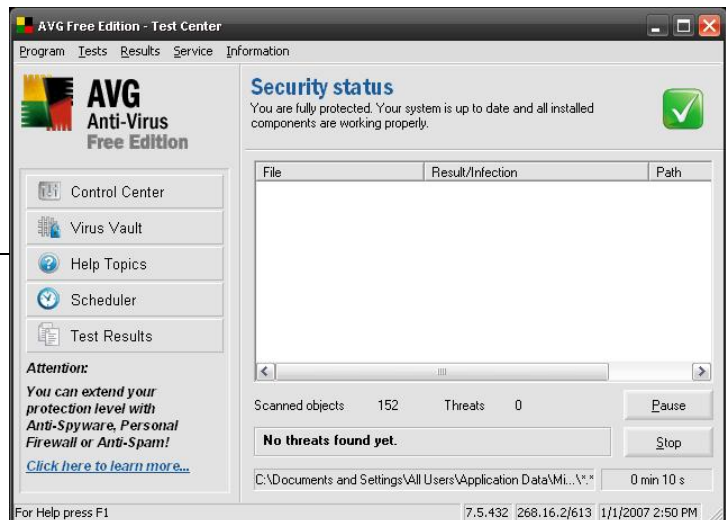 AVG Free Edition - Test Center
Program Tests Results Service Information
AVG
Anti-Virus
Free Edition
Control Center
Virus Vault
Help Topics
Scheduler
Test Results
Attention:
You can extend your
protection level with
Anti-Spyware, Personal
Firewall or Anti-Spam!
Click here to learn more...
Security status
You are fully protected. Your system is up to date and all installed
components are working properly.
File Result/Infection Path
Scanned objects 152 Threats 0 Pause
No threats found yet. Stop
C:\Documents and Settings\All Users\Application Data\Mi...\*.* 0 min 10 s
For Help press F1 7.5.432 268.16.2/613 1/1/2007 2:50 PM